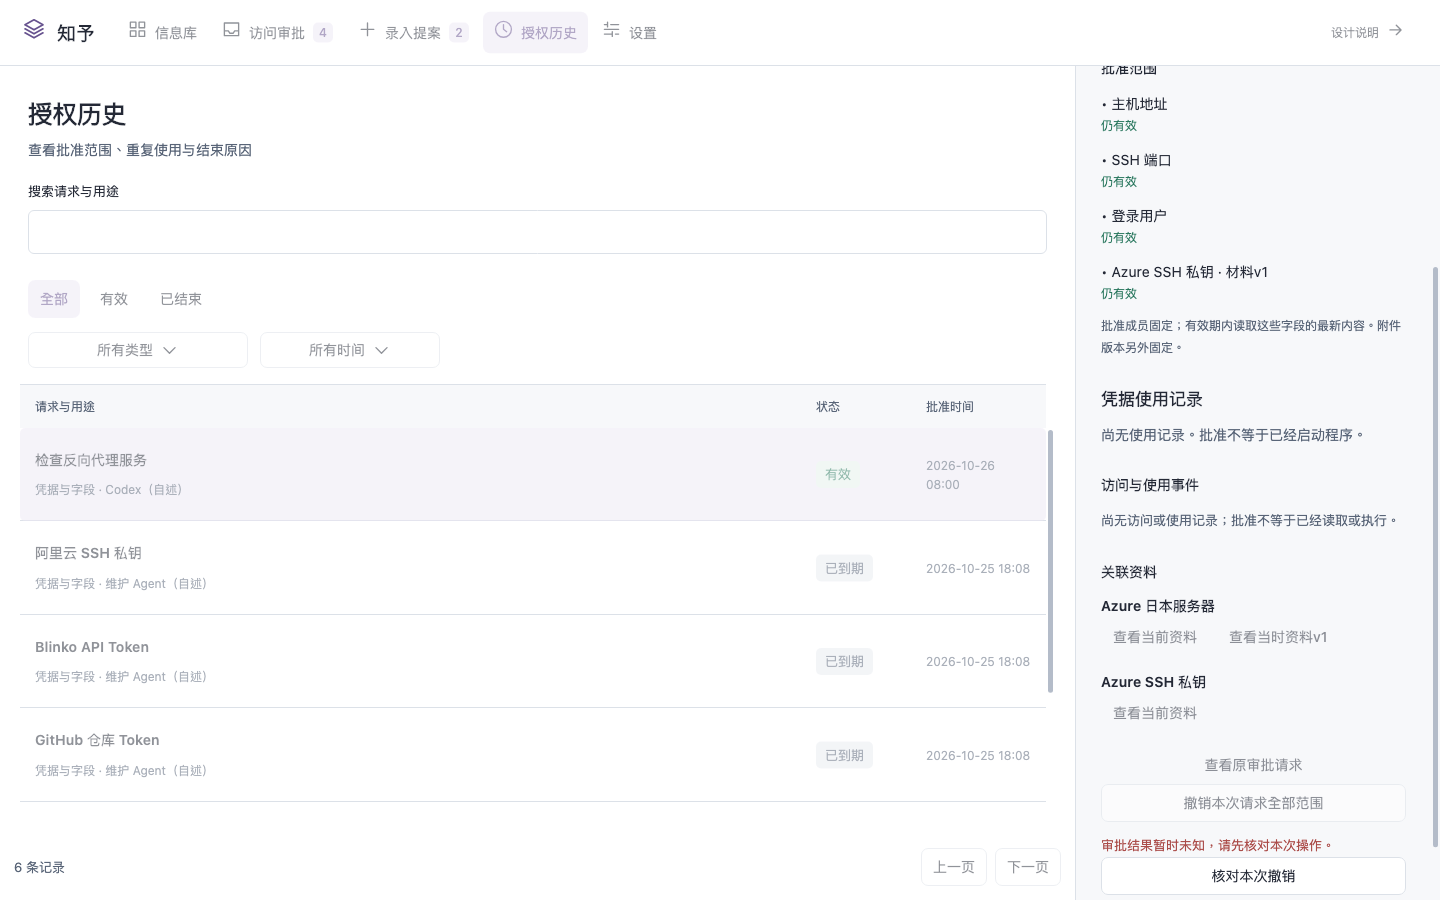 知予
信息库
访问审批 4
录入提案 2
授权历史
设置
设计说明
授权历史
查看批准范围、重复使用与结束原因
搜索请求与用途
全部
有效
已结束
所有类型
所有时间
请求与用途
状态
批准时间
检查反向代理服务
凭据与字段 · Codex（自述）
有效
2026-10-26
08:00
阿里云 SSH 私钥
凭据与字段 · 维护 Agent（自述）
已到期
2026-10-25 18:08
Blinko API Token
凭据与字段 · 维护 Agent（自述）
已到期
2026-10-25 18:08
GitHub 仓库 Token
凭据与字段 · 维护 Agent（自述）
已到期
2026-10-25 18:08
6 条记录
上一页
下一页
批准范围
• 主机地址
仍有效
• SSH 端口
仍有效
• 登录用户
仍有效
• Azure SSH 私钥 · 材料v1
仍有效
批准成员固定；有效期内读取这些字段的最新内容。附件
版本另外固定。
凭据使用记录
尚无使用记录。批准不等于已经启动程序。
访问与使用事件
尚无访问或使用记录；批准不等于已经读取或执行。
关联资料
Azure 日本服务器
查看当前资料
查看当时资料v1
Azure SSH 私钥
查看当前资料
查看原审批请求
撤销本次请求全部范围
审批结果暂时未知，请先核对本次操作。
核对本次撤销